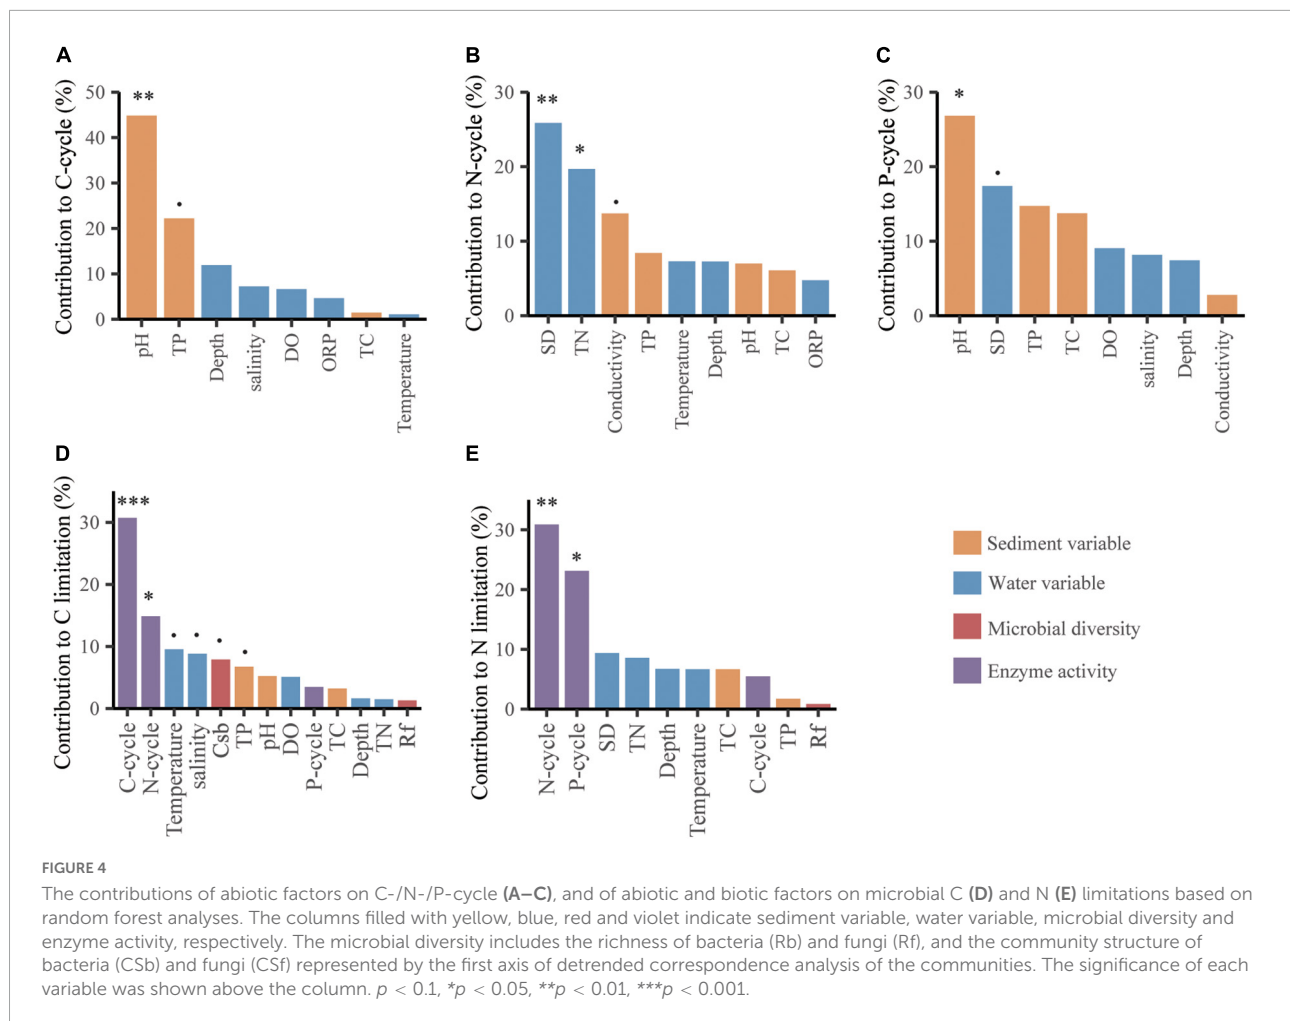 A
Contribution to C-cycle (%)
50
40
30
20
10
0
**
•
pH
TP
Depth
salinity
DO
ORP
TC
Temperature
B
Contribution to N-cycle (%)
30
20
10
0
**
*
•
SD
TN
Conductivity
TP
Temperature
Depth
pH
TC
ORP
C
Contribution to P-cycle (%)
30
20
10
0
*
•
pH
SD
TP
TC
DO
salinity
Depth
Conductivity
D
Contribution to C limitation (%)
30
20
10
0
***
*
•
•
•
•
C-cycle
N-cycle
Temperature
salinity
Csb
TP
pH
DO
P-cycle
TC
Depth
TN
Rf
E
Contribution to N limitation (%)
30
20
10
0
**
*
N-cycle
P-cycle
SD
TN
Depth
Temperature
TC
C-cycle
TP
Rf
Sediment variable
Water variable
Microbial diversity
Enzyme activity
FIGURE 4
The contributions of abiotic factors on C-/N-/P-cycle (A–C), and of abiotic and biotic factors on microbial C (D) and N (E) limitations based on
random forest analyses. The columns filled with yellow, blue, red and violet indicate sediment variable, water variable, microbial diversity and
enzyme activity, respectively. The microbial diversity includes the richness of bacteria (Rb) and fungi (Rf), and the community structure of
bacteria (CSb) and fungi (CSf) represented by the first axis of detrended correspondence analysis of the communities. The significance of each
variable was shown above the column. p < 0.1, *p < 0.05, **p < 0.01, ***p < 0.001.